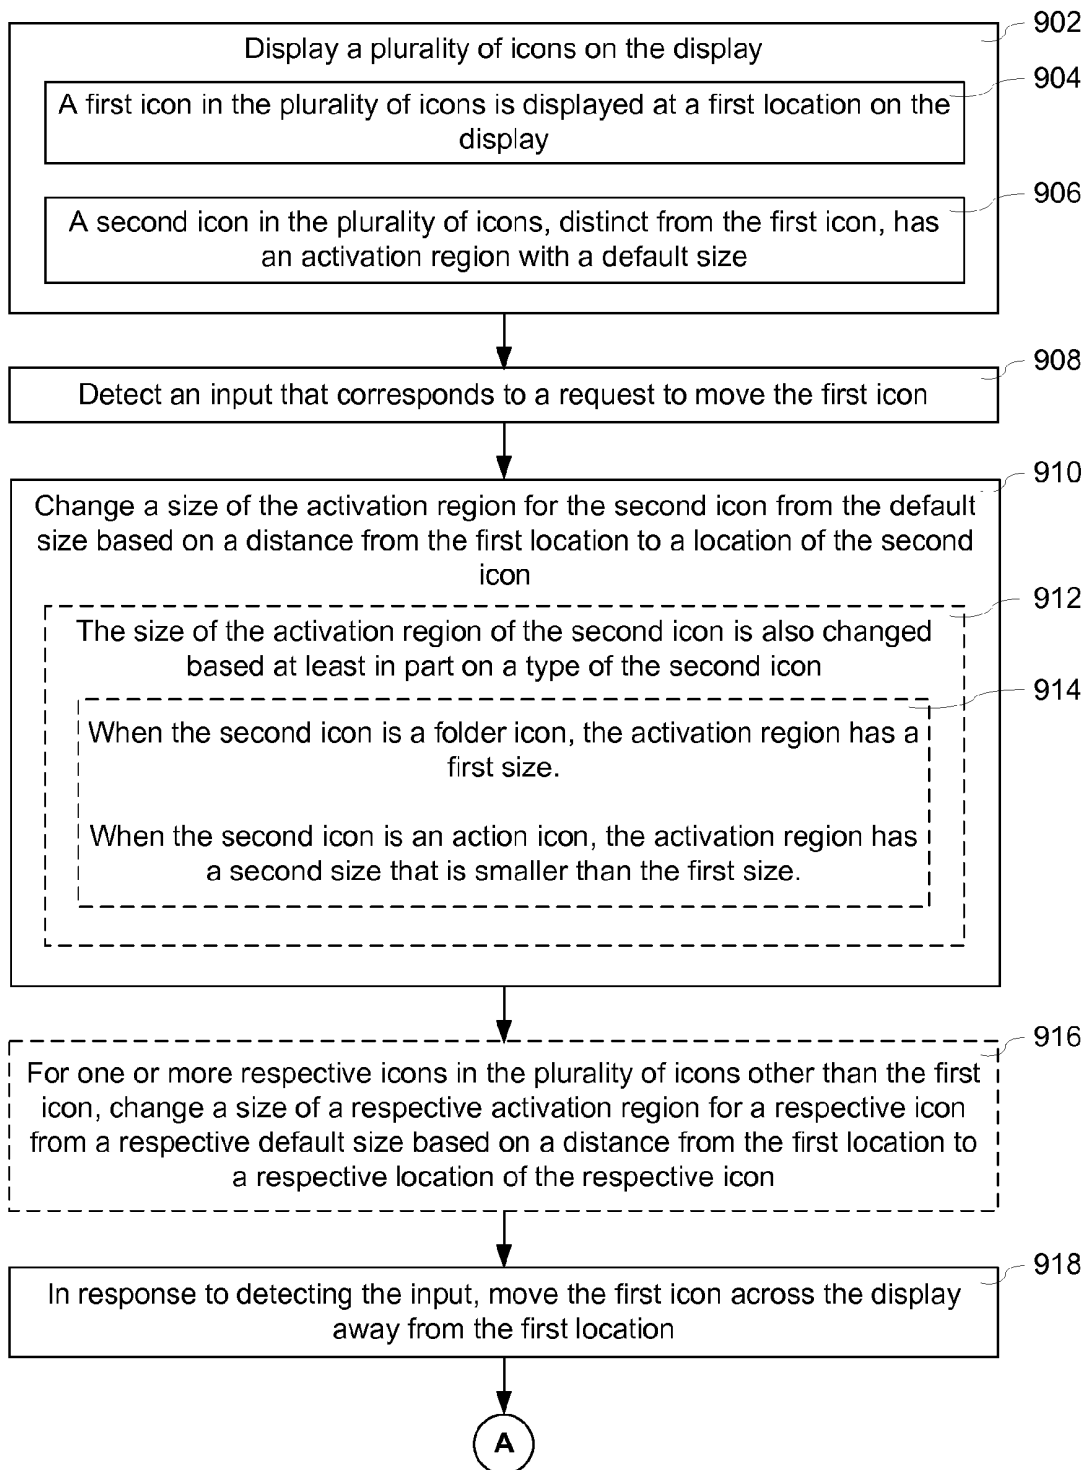 902
Display a plurality of icons on the display
904
A first icon in the plurality of icons is displayed at a first location on the
display
906
A second icon in the plurality of icons, distinct from the first icon, has
an activation region with a default size
908
Detect an input that corresponds to a request to move the first icon
910
Change a size of the activation region for the second icon from the default
size based on a distance from the first location to a location of the second
icon
912
The size of the activation region of the second icon is also changed
based at least in part on a type of the second icon
914
When the second icon is a folder icon, the activation region has a
first size.
When the second icon is an action icon, the activation region has
a second size that is smaller than the first size.
916
For one or more respective icons in the plurality of icons other than the first
icon, change a size of a respective activation region for a respective icon
from a respective default size based on a distance from the first location to
a respective location of the respective icon
918
In response to detecting the input, move the first icon across the display
away from the first location
A